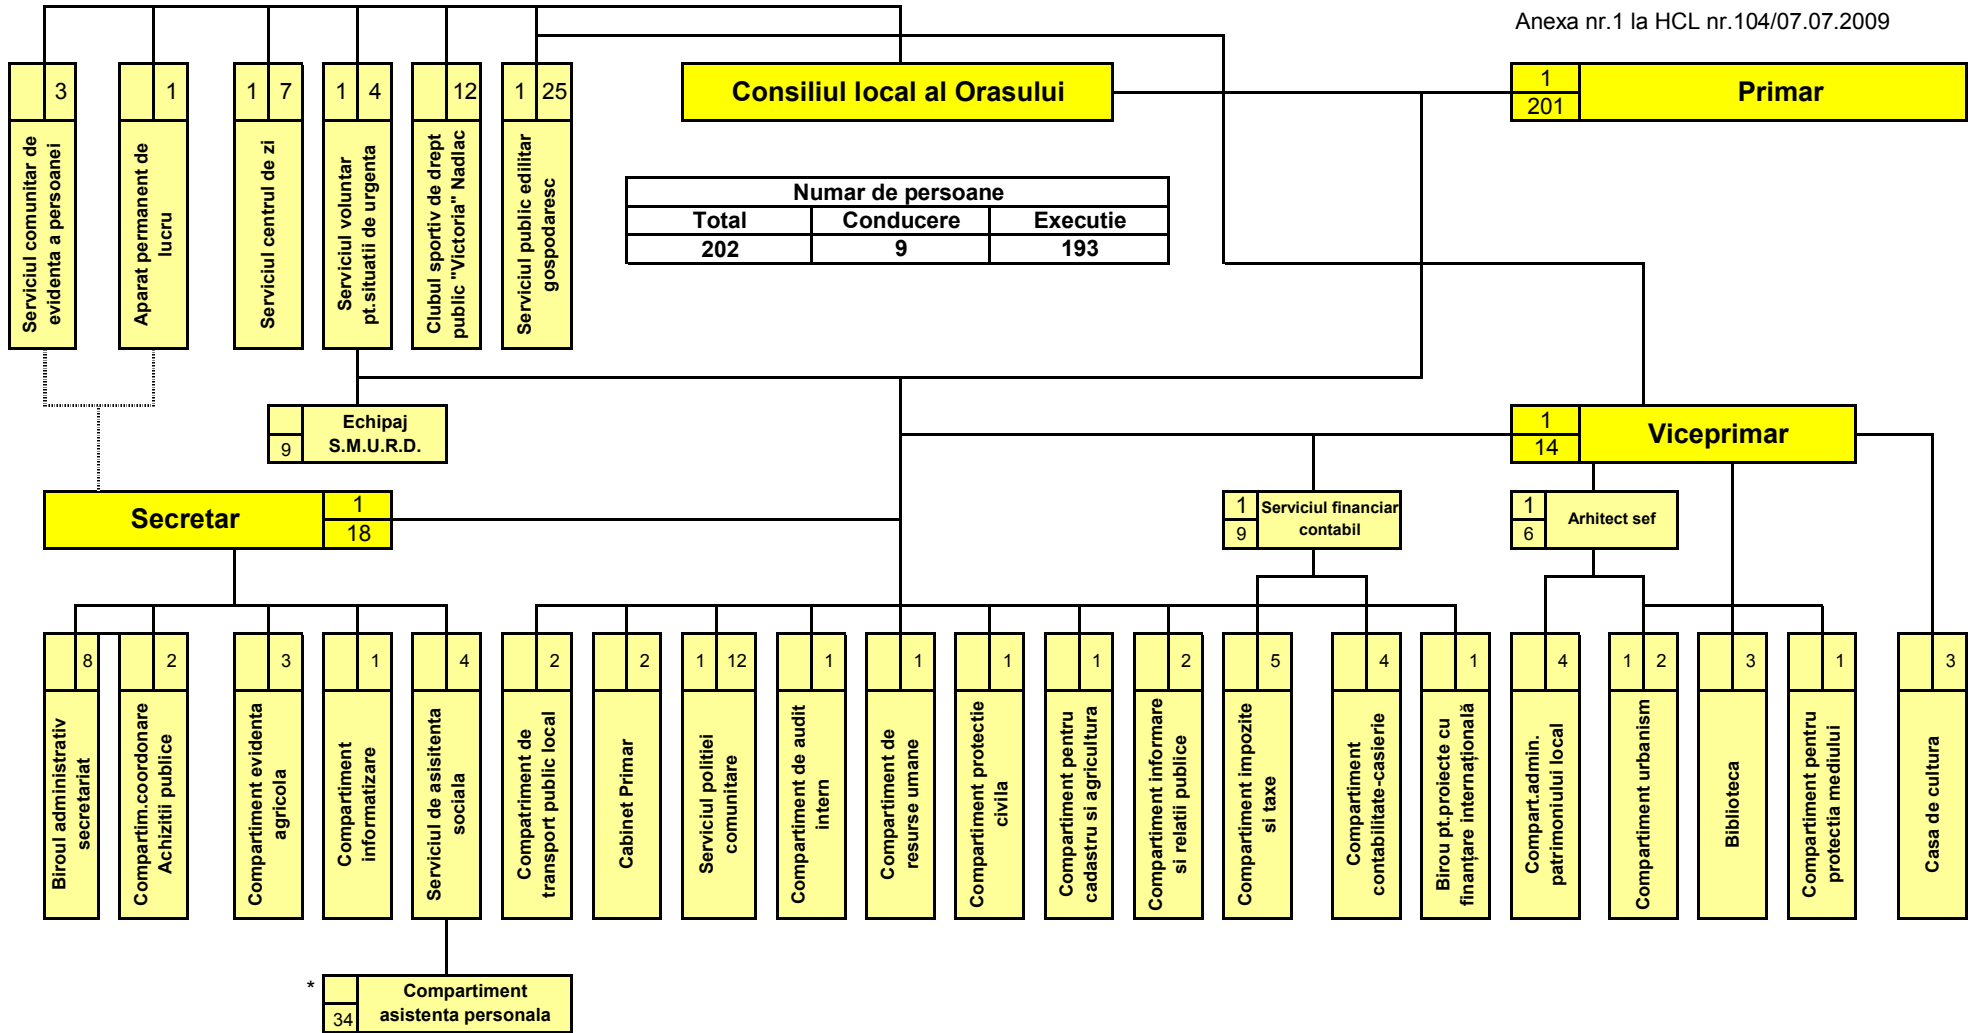 Anexa nr.1 la HCL nr.104/07.07.2009
3
1
1 7
1 4
12
1 25
Serviciul comunitar de
evidenta a persoanei
Aparat permanent de
lucru
Serviciul centrul de zi
Serviciul voluntar
pt.situatii de urgenta
Clubul sportiv de drept
public "Victoria" Nadlac
Serviciul public edilitar
gospodaresc
Consiliul local al Orasului
1
201
Primar
Numar de persoane
Total Conducere Executie
202 9 193
9
Echipaj
S.M.U.R.D.
1
14
Viceprimar
Secretar
1
18
1
9
Serviciul financiar
contabil
1
6
Arhitect sef
8
2
3
1
4
2
2
1 12
1
1
1
1
2
5
4
1
4
1 2
3
1
3
Biroul administrativ
secretariat
Compartim.coordonare
Achizitii publice
Compartiment evidenta
agricola
Compartiment
informatizare
Serviciul de asisitenta
sociala
Compatriment de
transport public local
Cabinet Primar
Serviciul politiei
comunitare
Compartiment de audit
intern
Compartiment de
resurse umane
Compartiment protectie
civila
Compartiment pentru
cadastru si agricultura
Compartiment informare
si relatii publice
Compartiment impozite
si taxe
Compartiment
contabilitate-casierie
Birou pt.proiecte cu
finanțare internațională
Compart.admin.
patrimoniului local
Compartiment urbanism
Biblioteca
Compartiment pentru
protectia mediului
Casa de cultura
*
34
Compartiment
asistenta personala